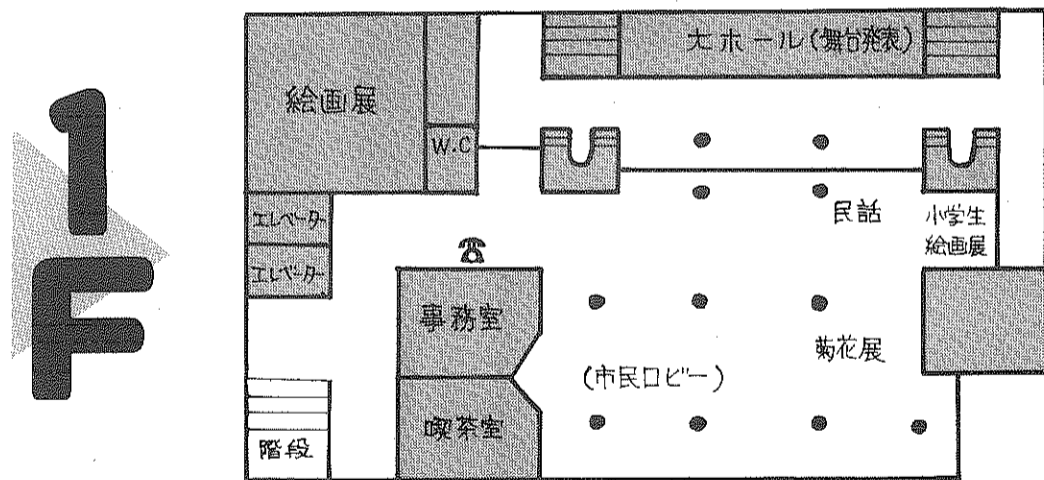 1F
大ホール(舞台発表)
絵画展
W.C
エレベーター
エレベーター
民話
小学生
絵画展
事務室
菊花展
(市民ロビー)
喫茶室
階段